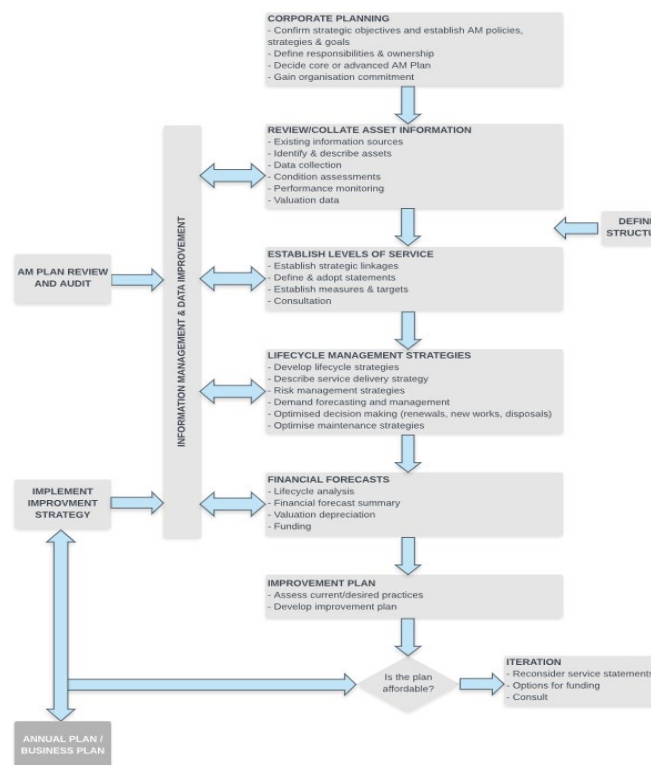 CORPORATE PLANNING
- Confirm strategic objectives and establish AM policies,
strategies & goals
- Define responsibilities & ownership
- Decide core or advanced AM Plan
- Gain organisation commitment
REVIEW/COLLATE ASSET INFORMATION
- Existing information sources
- Identify & describe assets
- Data collection
- Condition assessments
- Performance monitoring
- Valuation data
INFORMATION MANAGEMENT & DATA IMPROVEMENT
AM PLAN REVIEW
AND AUDIT
ESTABLISH LEVELS OF SERVICE
- Establish strategic linkages
- Define & adopt statements
- Establish measures & targets
- Consultation
LIFECYCLE MANAGEMENT STRATEGIES
- Develop lifecycle strategies
- Describe service delivery strategy
- Risk management strategies
- Demand forecasting and management
- Optimised decision making (renewals, new works, disposals)
- Optimise maintenance strategies
IMPLEMENT
IMPROVMENT
STRATEGY
FINANCIAL FORECASTS
- Lifecycle analysis
- Financial forecast summary
- Valuation depreciation
- Funding
IMPROVEMENT PLAN
- Assess current/desired practices
- Develop improvement plan
Is the plan
affordable?
ITERATION
- Reconsider service statements
- Options for funding
- Consult
ANNUAL PLAN /
BUSINESS PLAN